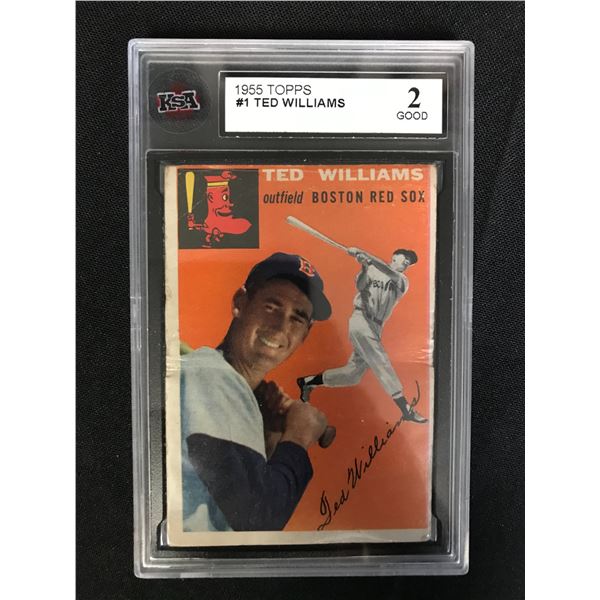 KSA
1955 TOPPS
#1 TED WILLIAMS
2
GOOD
TED WILLIAMS
outfield BOSTON RED SOX
Ted Williams